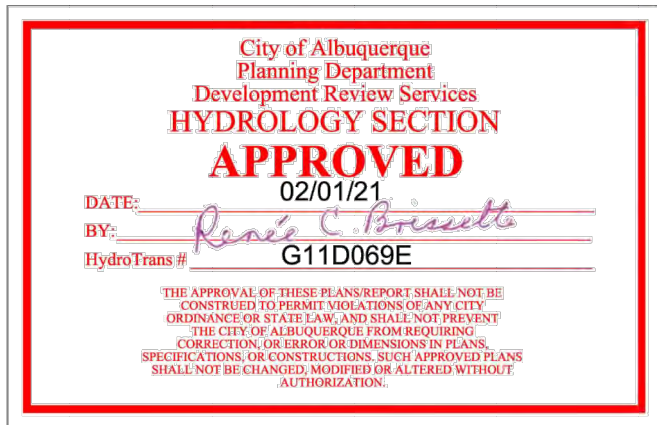 City of Albuquerque
Planning Department
Development Review Services
HYDROLOGY SECTION
APPROVED
DATE: 02/01/21
BY: Renée C. Brissette
HydroTrans # G11D069E
THE APPROVAL OF THESE PLANS/REPORT SHALL NOT BE
CONSTRUED TO PERMIT VIOLATIONS OF ANY CITY
ORDINANCE OR STATE LAW, AND SHALL NOT PREVENT
THE CITY OF ALBUQUERQUE FROM REQUIRING
CORRECTION, OR ERROR OR DIMENSIONS IN PLANS,
SPECIFICATIONS, OR CONSTRUCTIONS. SUCH APPROVED PLANS
SHALL NOT BE CHANGED, MODIFIED OR ALTERED WITHOUT
AUTHORIZATION.